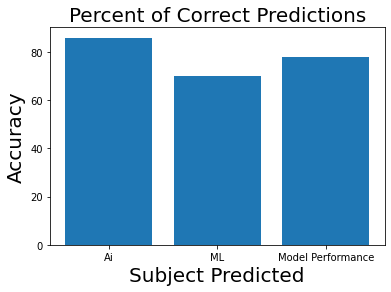 Percent of Correct Predictions
Accuracy
80
60
40
20
0
Ai ML Model Performance
Subject Predicted